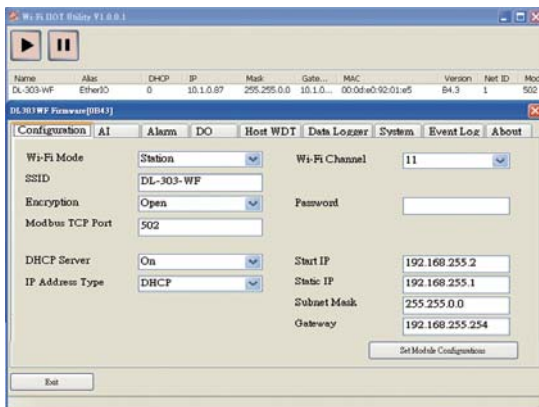 Wi-Fi IIOT Utility V1.0.0.1
Name Alias DHCP IP Mask Gate... MAC Version Net ID Mod
DL-303-WF EtherIO 0 10.1.0.87 255.255.0.0 10.1.0... 00:0d:e0:92:01:e5 B4.3 1 502
DL303WF Firmware[0B43]
Configuration AI Alarm DO Host WDT Data Logger System Event Log About
Wi-Fi Mode Station Wi-Fi Channel 11
SSID DL-303-WF
Encryption Open Password
Modbus TCP Port 502
DHCP Server On Start IP 192.168.255.2
IP Address Type DHCP Static IP 192.168.255.1
Subnet Mask 255.255.0.0
Gateway 192.168.255.254
Set Module Configurations
Exit